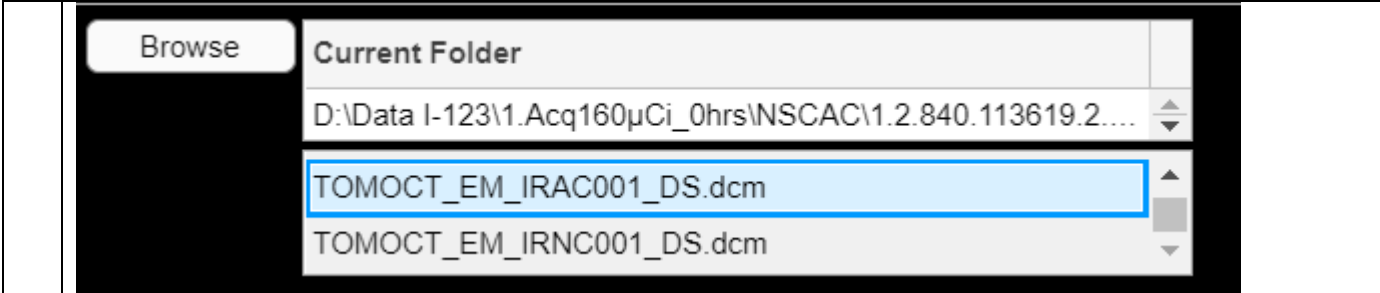 Browse
Current Folder
D:\Data I-123\1.Acq160µCi_0hrs\NSCAC\1.2.840.113619.2....
TOMOCT_EM_IRAC001_DS.dcm
TOMOCT_EM_IRNC001_DS.dcm